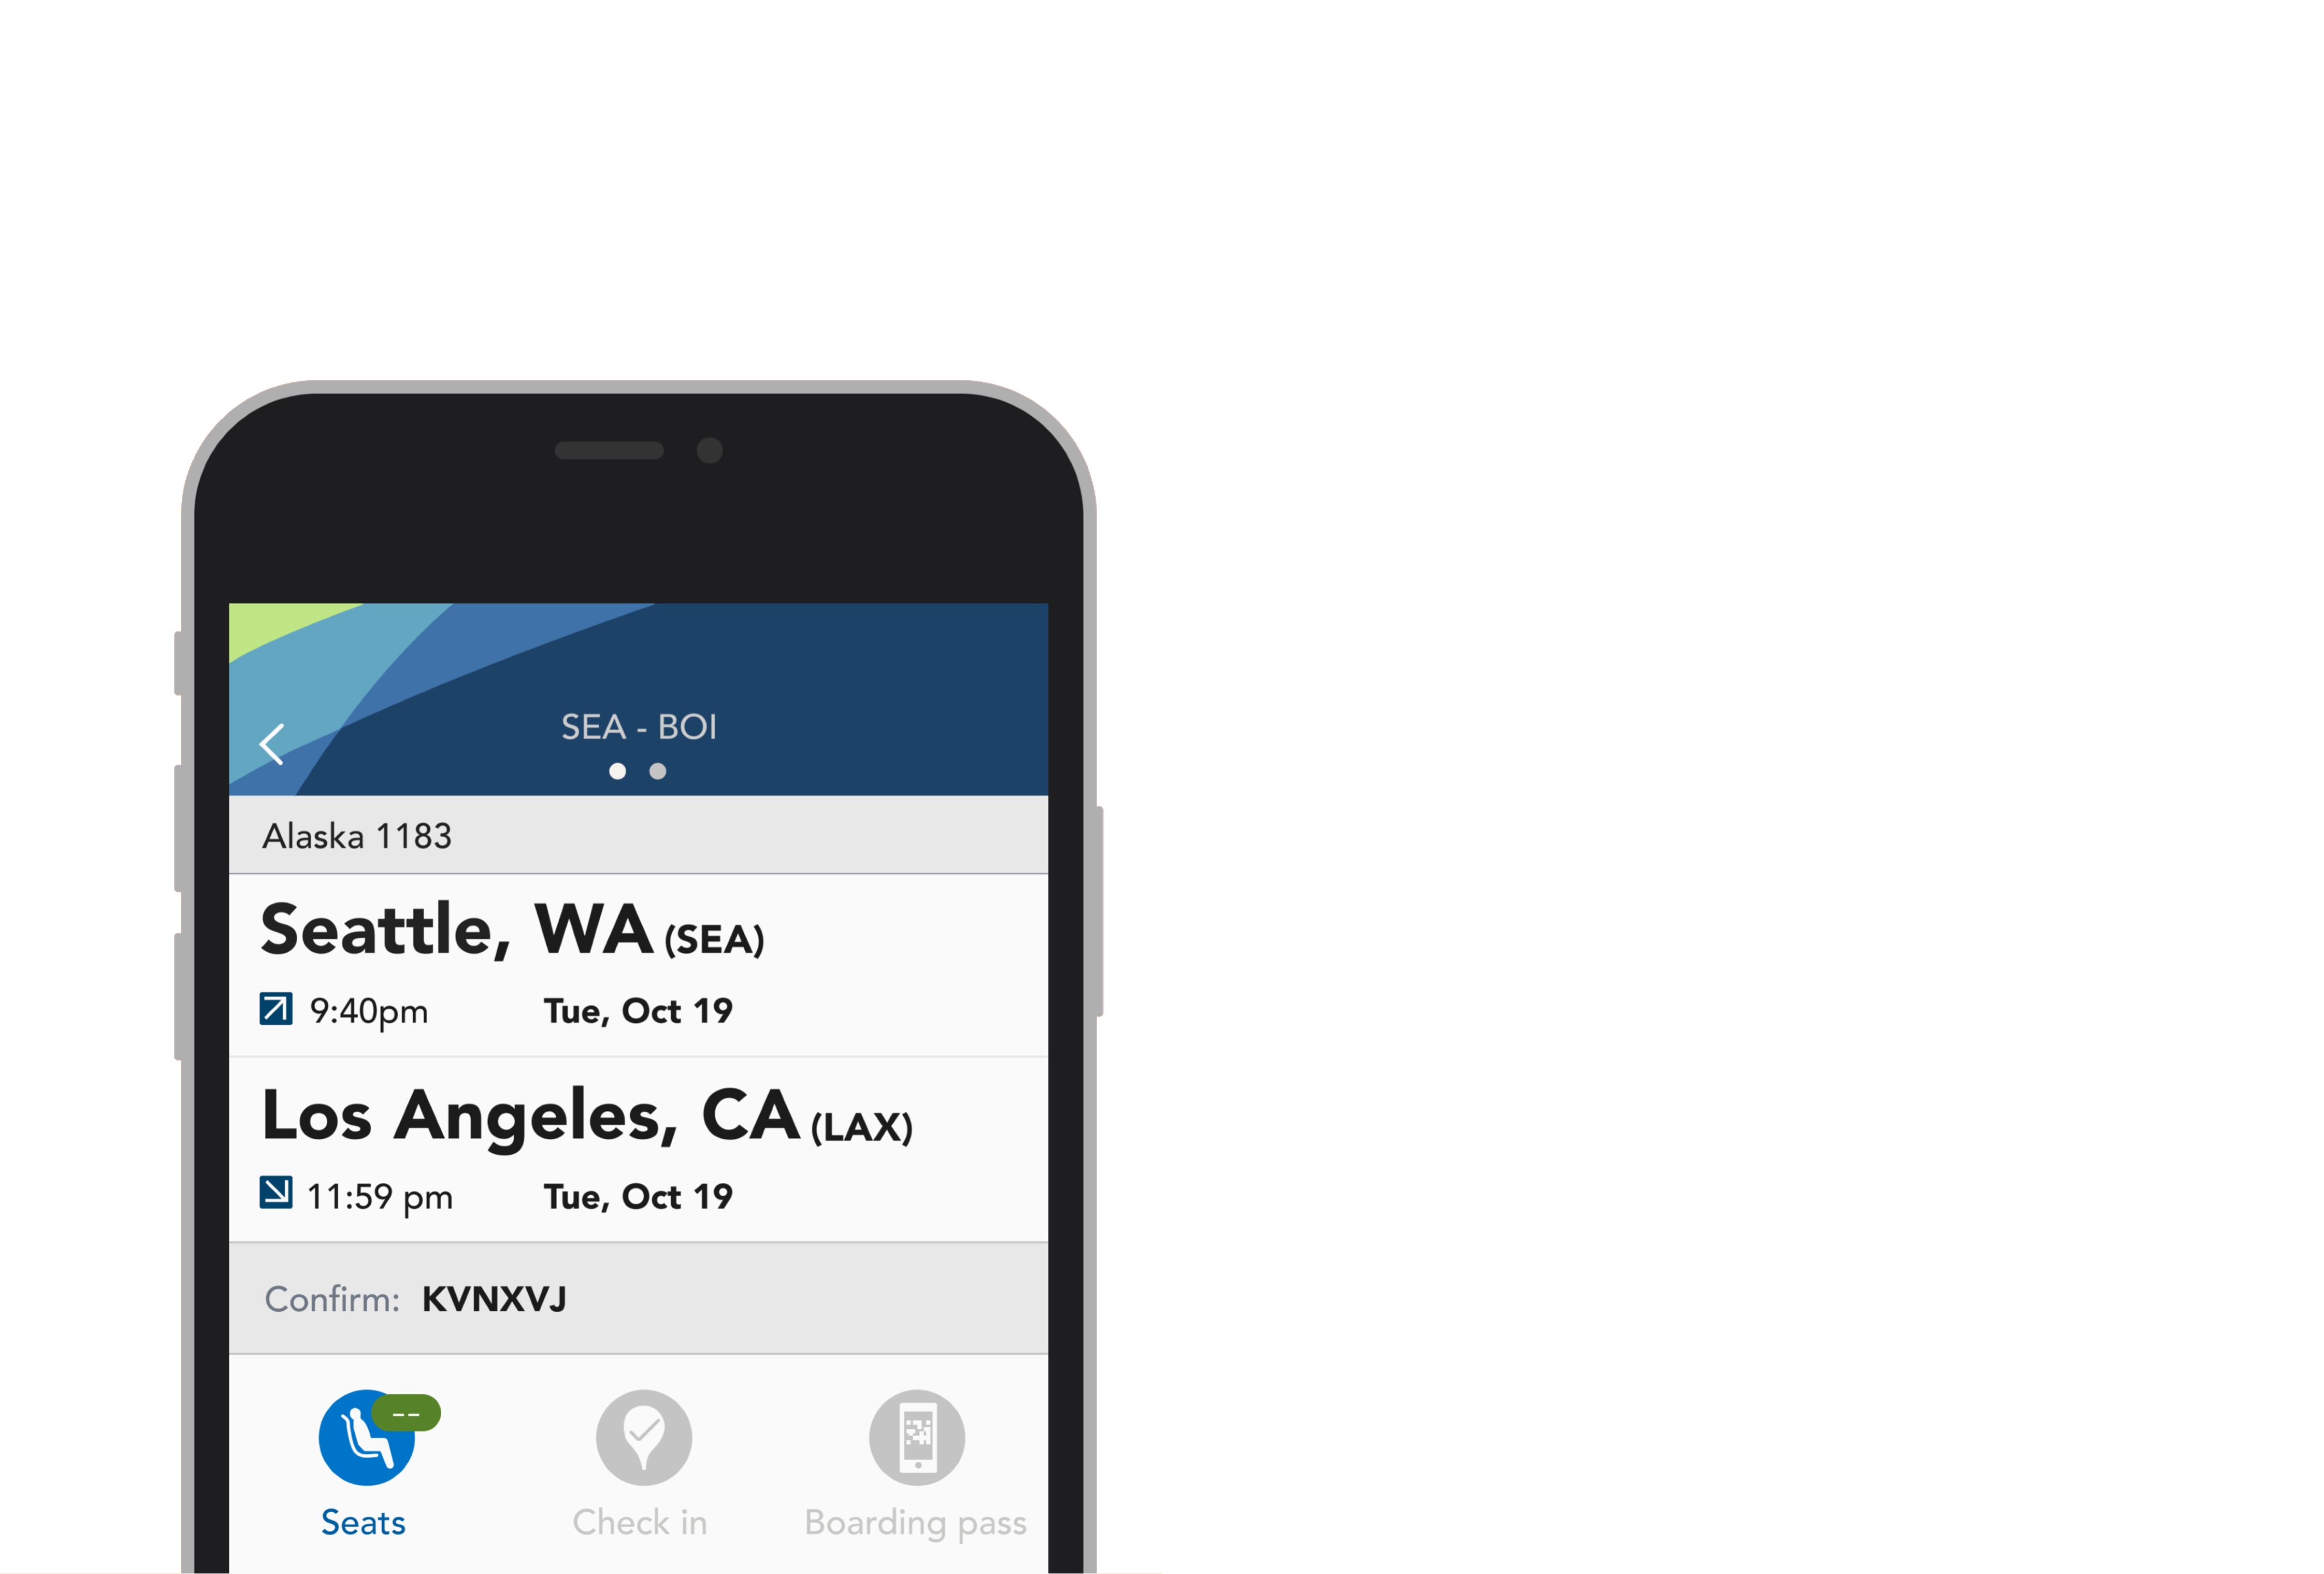 SEA - BOI
Alaska 1183
Seattle, WA (SEA)
9:40pm Tue, Oct 19
Los Angeles, CA (LAX)
11:59 pm Tue, Oct 19
Confirm: KVNXVJ
--
Seats Check in Boarding pass